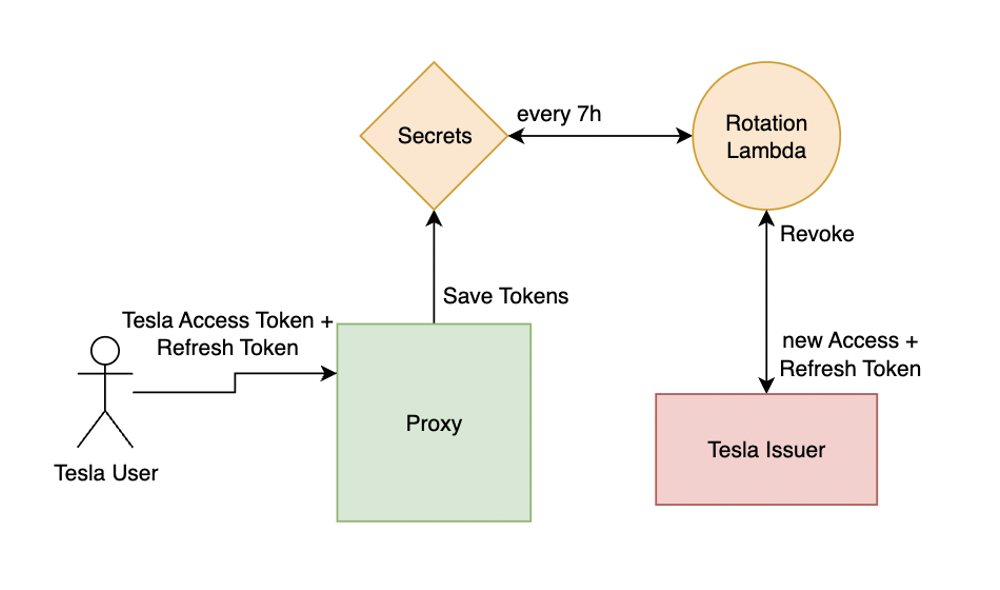 every 7h
Secrets
Rotation
Lambda
Revoke
Save Tokens
Tesla Access Token +
Refresh Token
new Access +
Refresh Token
Proxy
Tesla Issuer
Tesla User